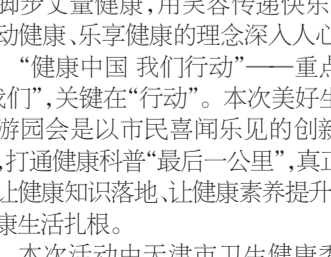 脚步丈量健康，用笑容传递快乐
动健康、乐享健康的理念深入人心
“健康中国 我们行动”——重点
我们”，关键在“行动”。本次美好生
游园会是以市民喜闻乐见的创新
，打通健康科普“最后一公里”，真正
让健康知识落地、让健康素养提升
康生活扎根。
本次活动由天津市卫生健康委